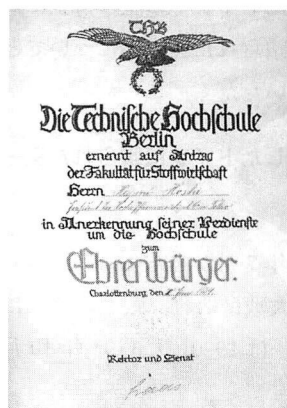 THB
Die Technische Hochschule
Berlin
ernennt auf Antrag
der Fakultät für Stoffwirtschaft
Herrn
in Anerkennung seiner Verdienste
um die Hochschule
zum
Ehrenbürger.
Charlottenburg, den
Rektor und Senat